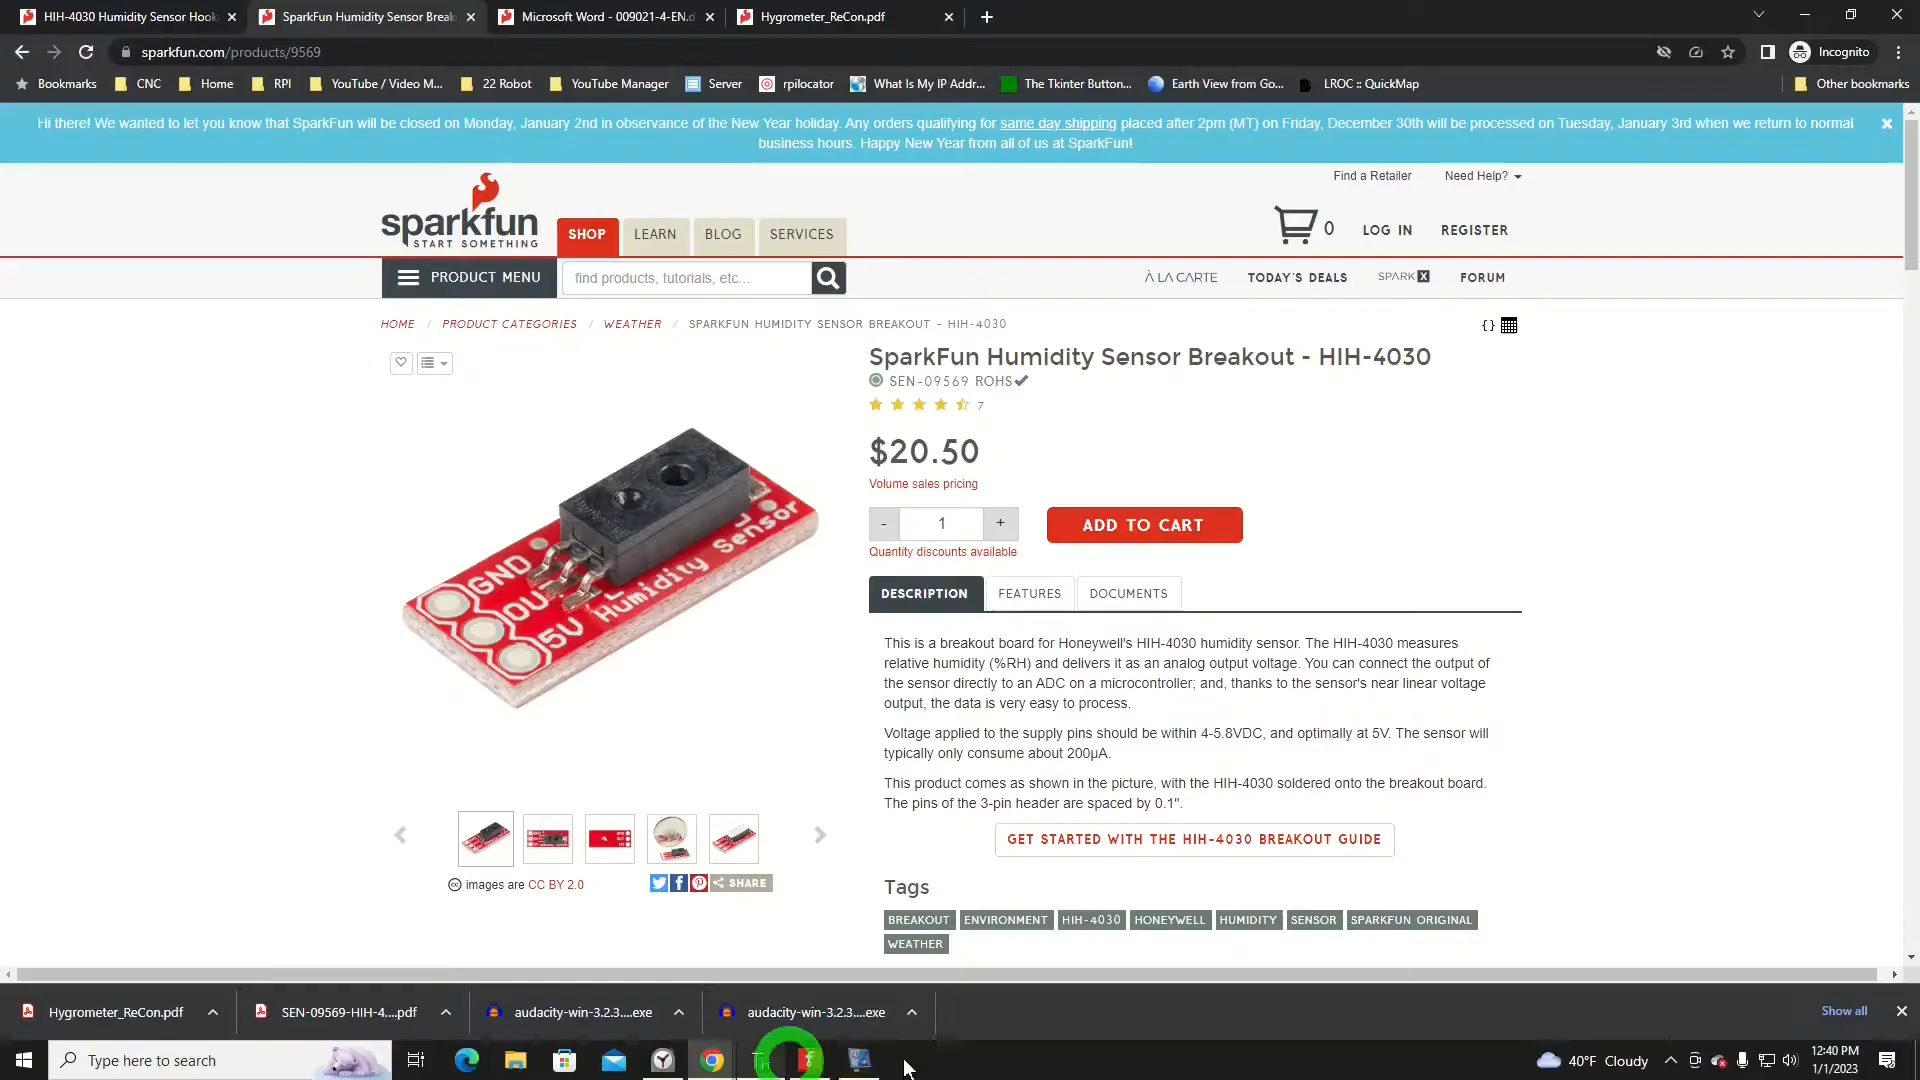 HIH-4030 Humidity Sensor Hook
SparkFun Humidity Sensor Break
Microsoft Word - 009021-4-EN.d
Hygrometer_ReCon.pdf
sparkfun.com/products/9569
Incognito
Bookmarks
CNC
Home
RPI
YouTube / Video M...
22 Robot
YouTube Manager
Server
rpilocator
What Is My IP Addr...
The Tkinter Button...
Earth View from Go...
LROC :: QuickMap
Other bookmarks
Hi there! We wanted to let you know that SparkFun will be closed on Monday, January 2nd in observance of the New Year holiday. Any orders qualifying for same day shipping placed after 2pm (MT) on Friday, December 30th will be processed on Tuesday, January 3rd when we return to normal
business hours. Happy New Year from all of us at SparkFun!
Find a Retailer
Need Help?
sparkfun
START SOMETHING
SHOP
LEARN
BLOG
SERVICES
0
LOG IN
REGISTER
PRODUCT MENU
find products, tutorials, etc...
À LA CARTE
TODAY'S DEALS
SPARK X
FORUM
HOME / PRODUCT CATEGORIES / WEATHER / SPARKFUN HUMIDITY SENSOR BREAKOUT - HIH-4030
{ }
SparkFun Humidity Sensor Breakout - HIH-4030
SEN-09569 ROHS
7
$20.50
Volume sales pricing
- 1 +
ADD TO CART
Quantity discounts available
GND
OUT
5V
Humidity Sensor
DESCRIPTION
FEATURES
DOCUMENTS
This is a breakout board for Honeywell's HIH-4030 humidity sensor. The HIH-4030 measures
relative humidity (%RH) and delivers it as an analog output voltage. You can connect the output of
the sensor directly to an ADC on a microcontroller; and, thanks to the sensor's near linear voltage
output, the data is very easy to process.
Voltage applied to the supply pins should be within 4-5.8VDC, and optimally at 5V. The sensor will
typically only consume about 200μA.
This product comes as shown in the picture, with the HIH-4030 soldered onto the breakout board.
The pins of the 3-pin header are spaced by 0.1".
GET STARTED WITH THE HIH-4030 BREAKOUT GUIDE
images are CC BY 2.0
SHARE
Tags
BREAKOUT
ENVIRONMENT
HIH-4030
HONEYWELL
HUMIDITY
SENSOR
SPARKFUN ORIGINAL
WEATHER
Hygrometer_ReCon.pdf
SEN-09569-HIH-4....pdf
audacity-win-3.2.3....exe
audacity-win-3.2.3....exe
Show all
Type here to search
40°F Cloudy
12:40 PM
1/1/2023